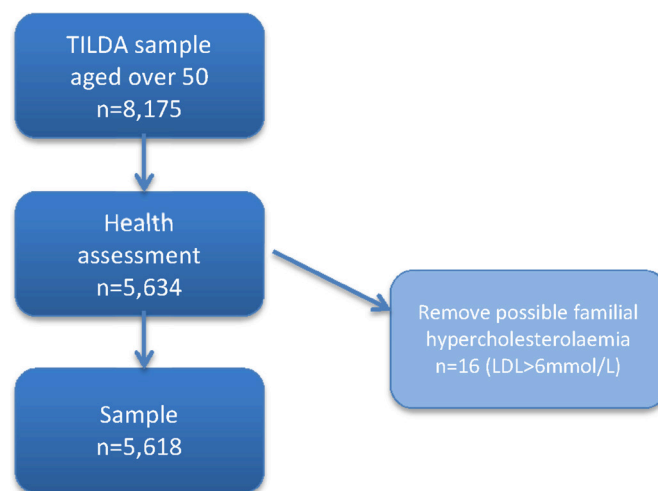 TILDA sample
aged over 50
n=8,175
Health
assessment
n=5,634
Remove possible familial
hypercholesterolaemia
n=16 (LDL>6mmol/L)
Sample
n=5,618